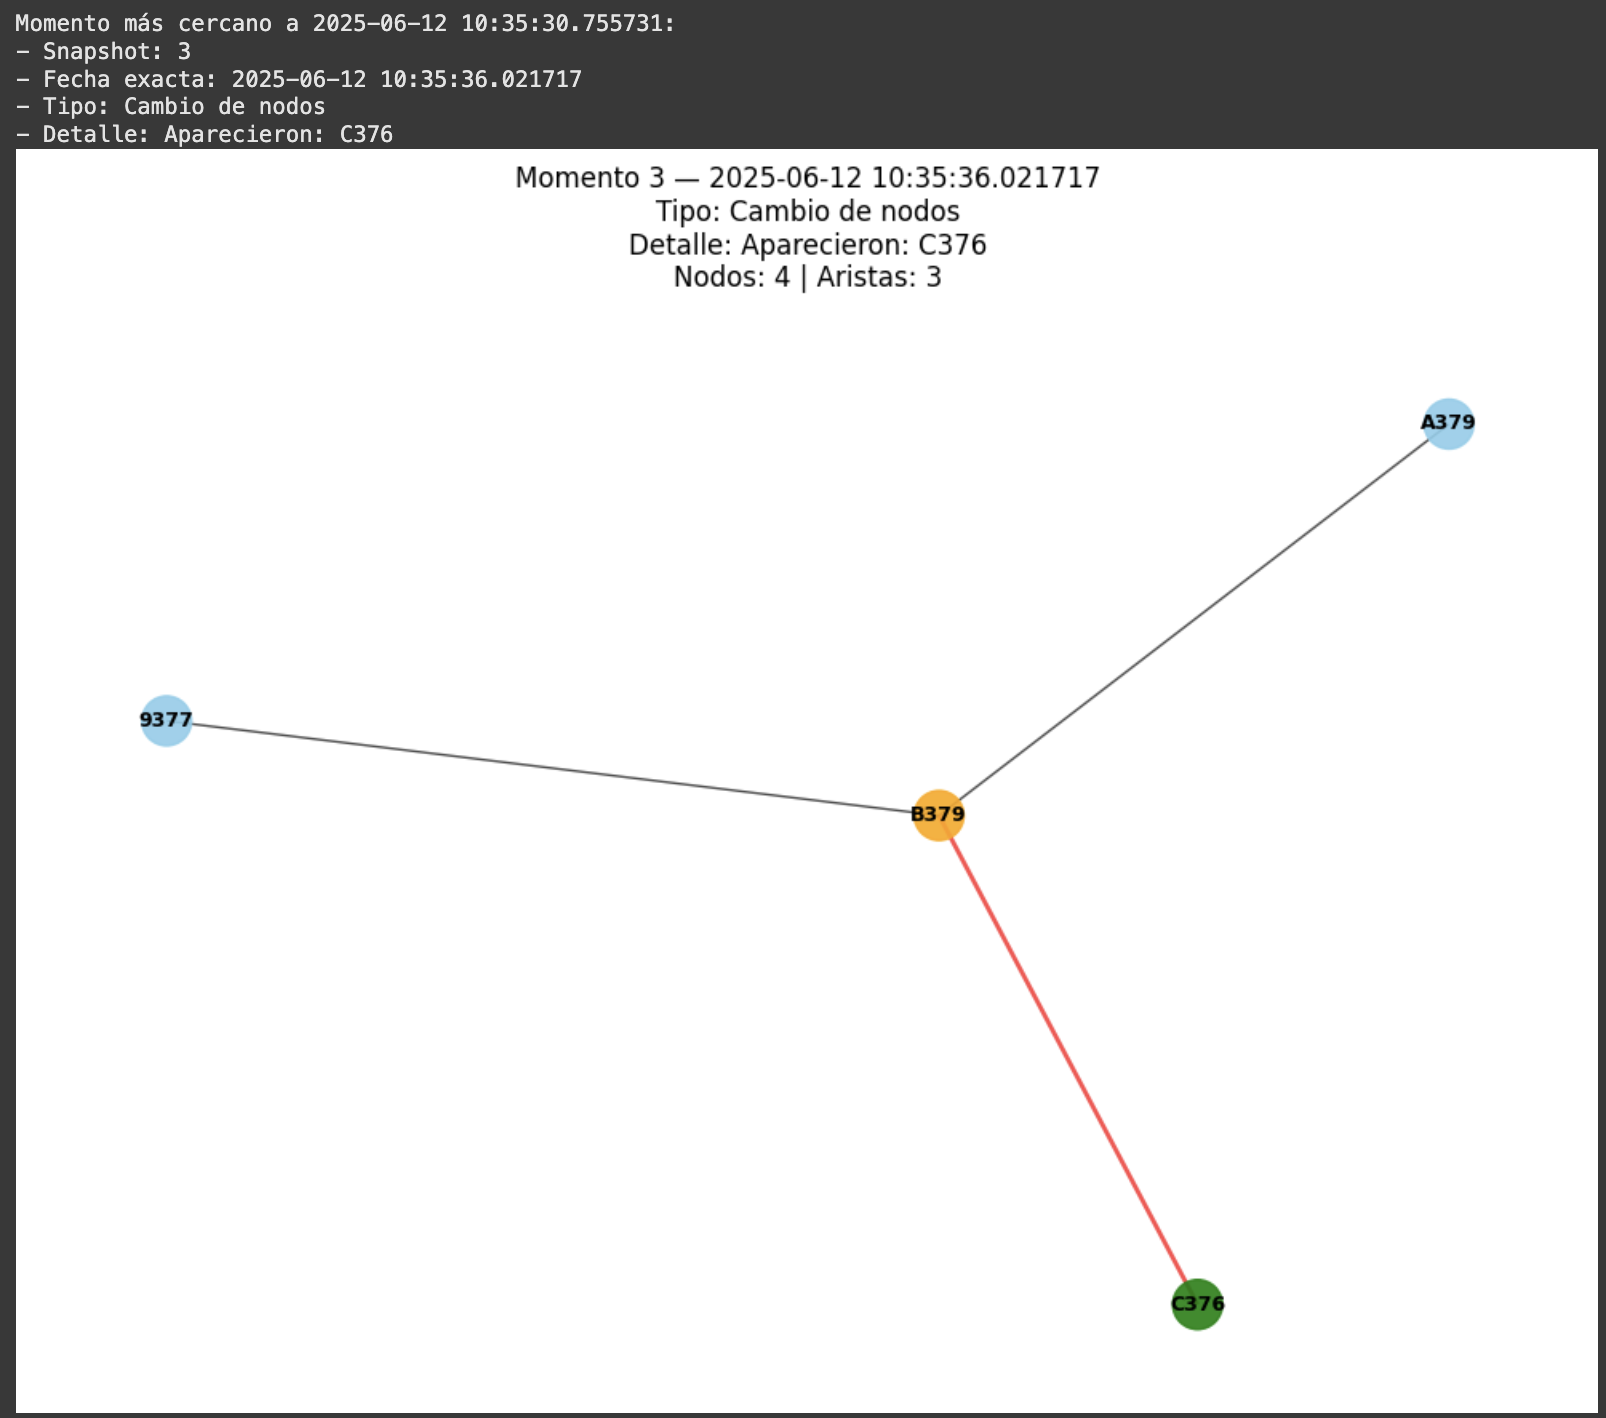 Momento más cercano a 2025-06-12 10:35:30.755731:
- Snapshot: 3
- Fecha exacta: 2025-06-12 10:35:36.021717
- Tipo: Cambio de nodos
- Detalle: Aparecieron: C376
Momento 3 — 2025-06-12 10:35:36.021717
Tipo: Cambio de nodos
Detalle: Aparecieron: C376
Nodos: 4 | Aristas: 3
A379
9377
B379
C376